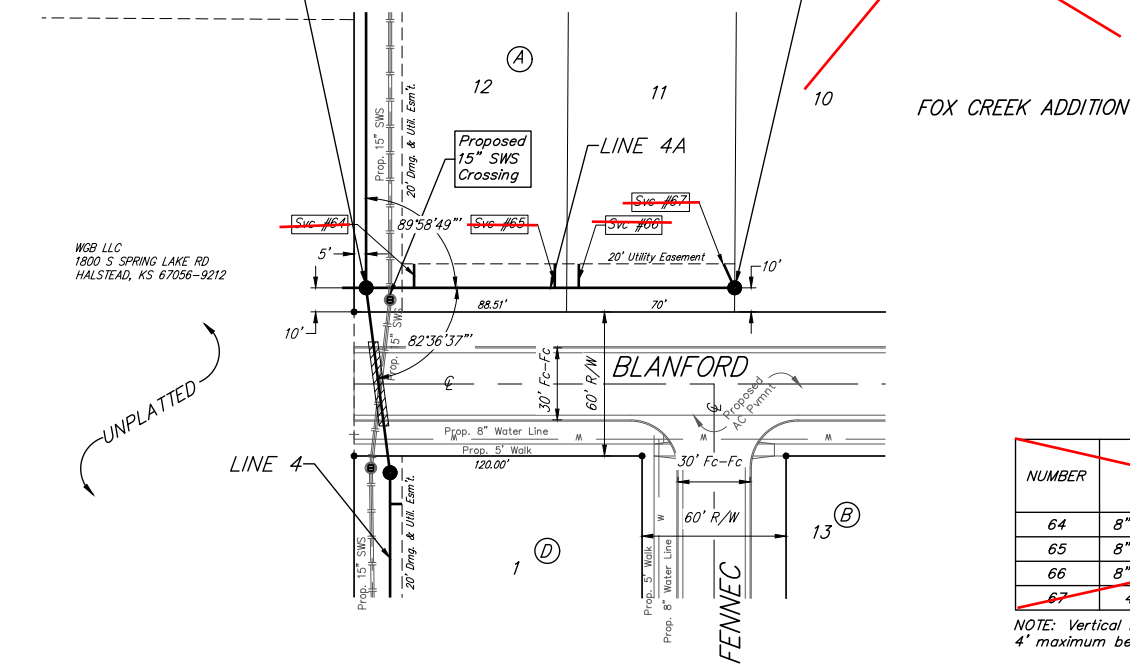 A
12
11
10
FOX CREEK ADDITION
Prop. 15" SWS
20' Drng. & Util. Esm't.
Proposed
15" SWS
Crossing
LINE 4A
Svc #67
Svc #64
89°58'49"'
Svc #65
Svc #66
WGB LLC
1800 S SPRING LAKE RD
HALSTEAD, KS 67056-9212
5'
20' Utility Easement
10'
88.51'
70'
10'
82°36'37"'
Prop. 15" SWS
30' Fc-Fc
60' R/W
BLANFORD
Proposed
AC Pvmnt
UNPLATTED
Prop. 8" Water Line
W
W
W
W
Prop. 5' Walk
120.00'
30' Fc-Fc
LINE 4
NUMBER
60' R/W
W
13
B
64 8"
65 8"
66 8"
67 4
1
D
Prop. 15" SWS
20' Drng. & Util. Esm't.
Prop. 5' Walk
Prop. 8" Water Line
FENNEC
NOTE: Vertical
4' maximum be